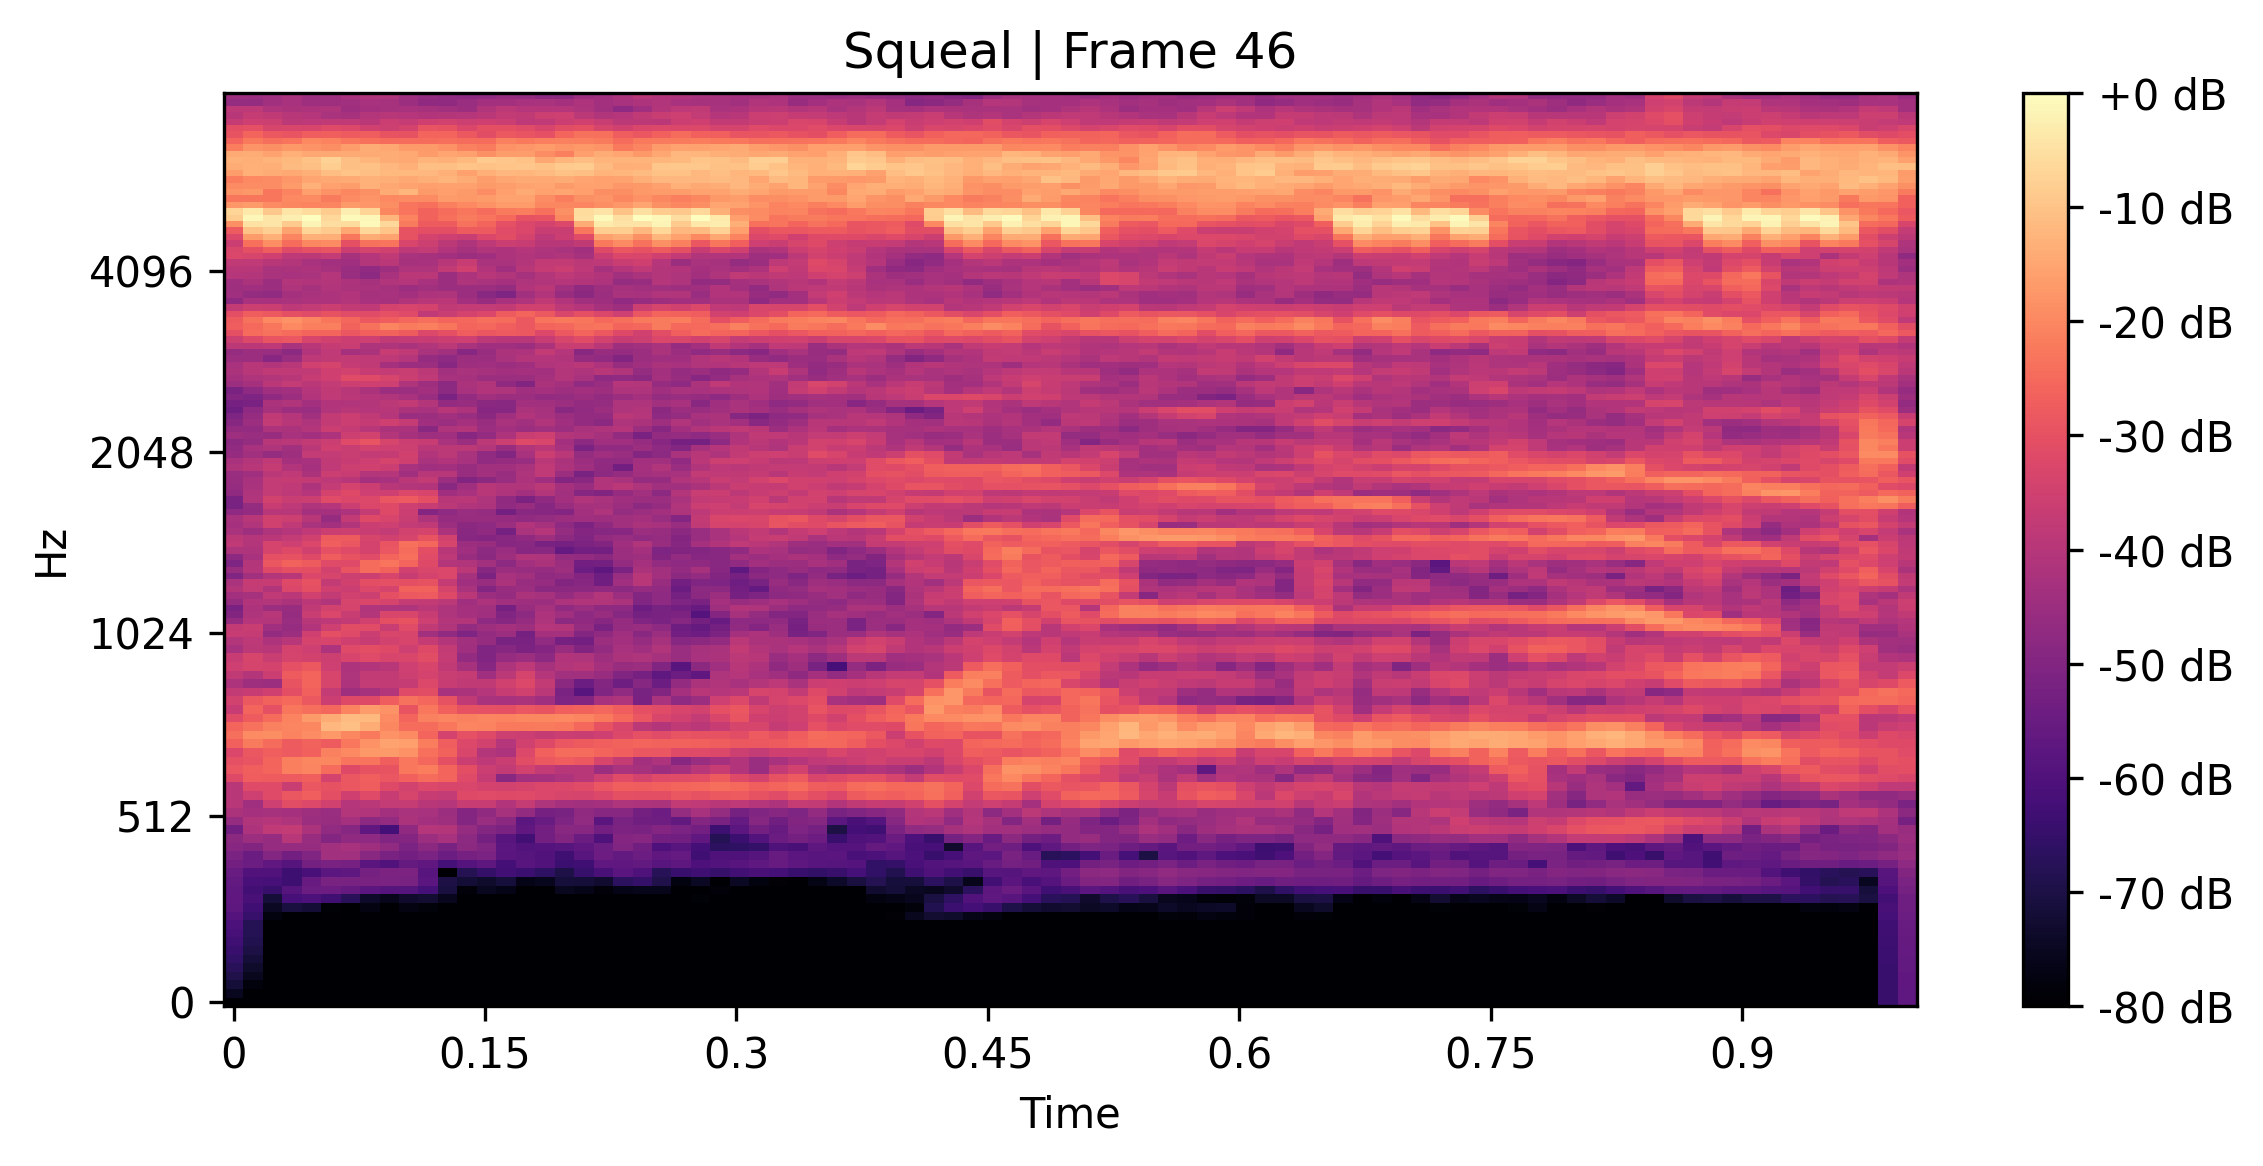 Squeal | Frame 46
+0 dB
-10 dB
-20 dB
-30 dB
-40 dB
-50 dB
-60 dB
-70 dB
-80 dB
Hz
4096
2048
1024
512
0
0 0.15 0.3 0.45 0.6 0.75 0.9
Time